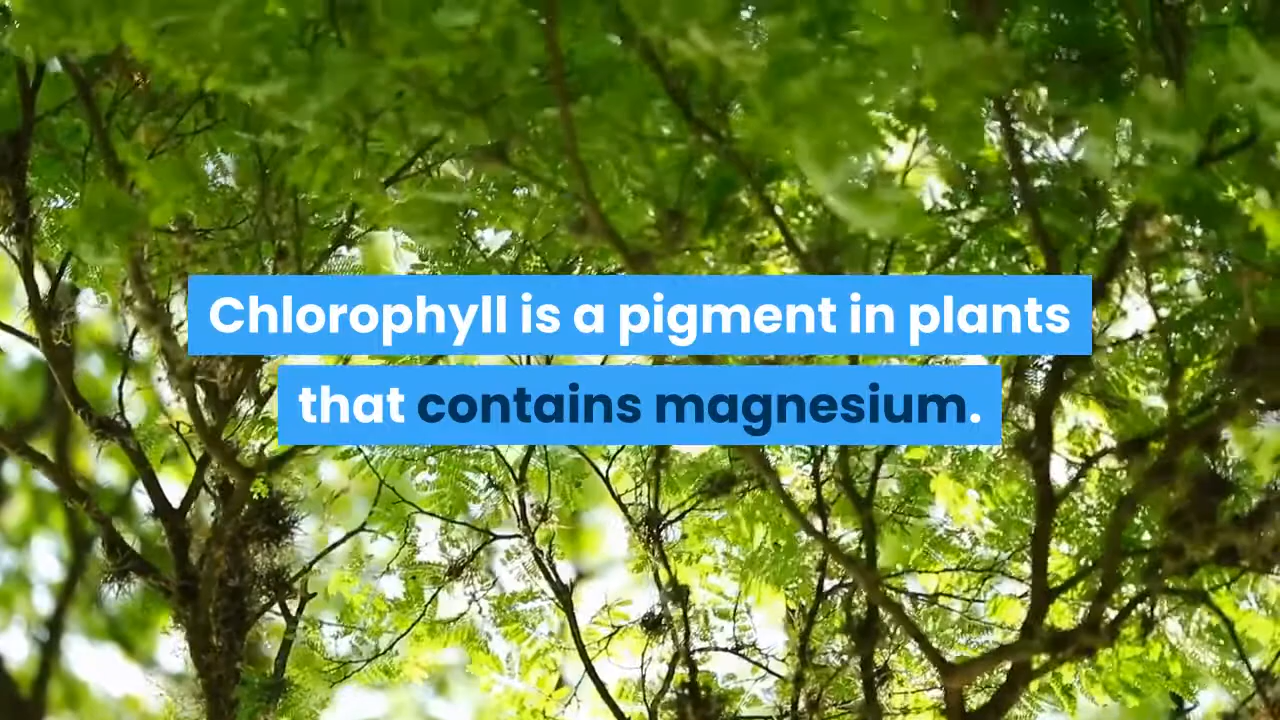 Chlorophyll is a pigment in plants
that contains magnesium.